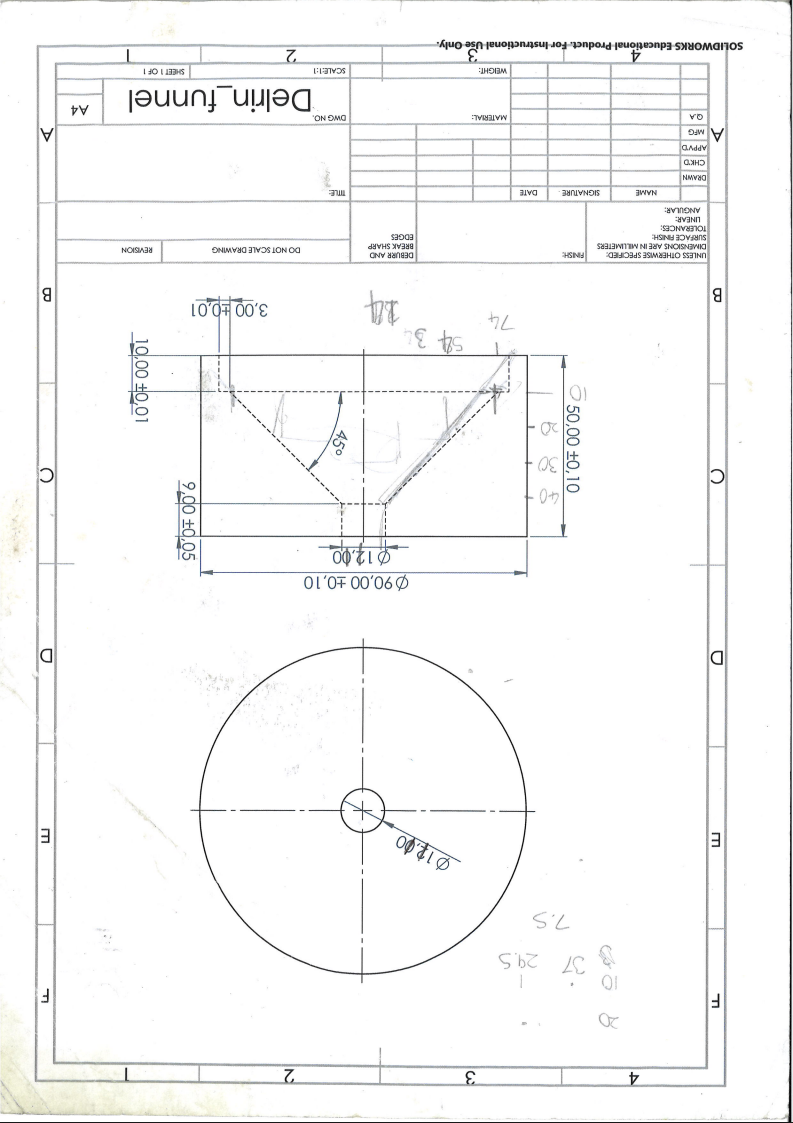 4 3 2 1
F F
20
10
37 29.5
7.5
E E
Ø12,00
D D
Ø90,00 ±0,10
Ø12,00
9,00 ±0,05
40
30
20
10
50,00 ±0,10
C C
45°
10,00 ±0,01
74
54 34
14
3,00 ±0,01
B B
UNLESS OTHERWISE SPECIFIED:
DIMENSIONS ARE IN MILLIMETERS
SURFACE FINISH:
TOLERANCES:
LINEAR:
ANGULAR:
FINISH:
DEBURR AND
BREAK SHARP
EDGES
DO NOT SCALE DRAWING
REVISION
NAME SIGNATURE DATE
TITLE:
DRAWN
CHK'D
APPV'D
MFG
Q.A
A A
MATERIAL:
DWG NO.
Delrin_funnel
A4
WEIGHT:
SCALE:1:1
SHEET 1 OF 1
4 2 1
SOLIDWORKS Educational Product. For Instructional Use Only.